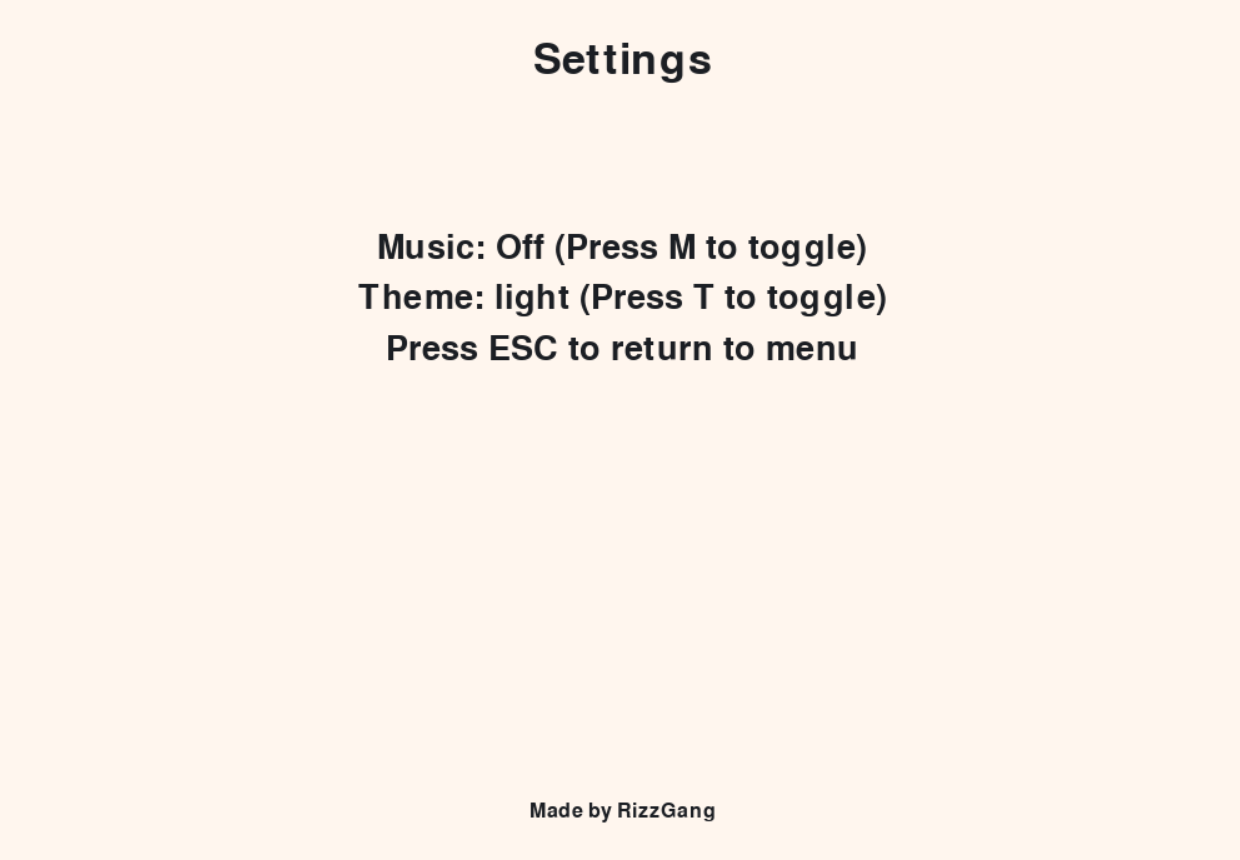 Settings
Music: Off (Press M to toggle)
Theme: light (Press T to toggle)
Press ESC to return to menu
Made by RizzGang